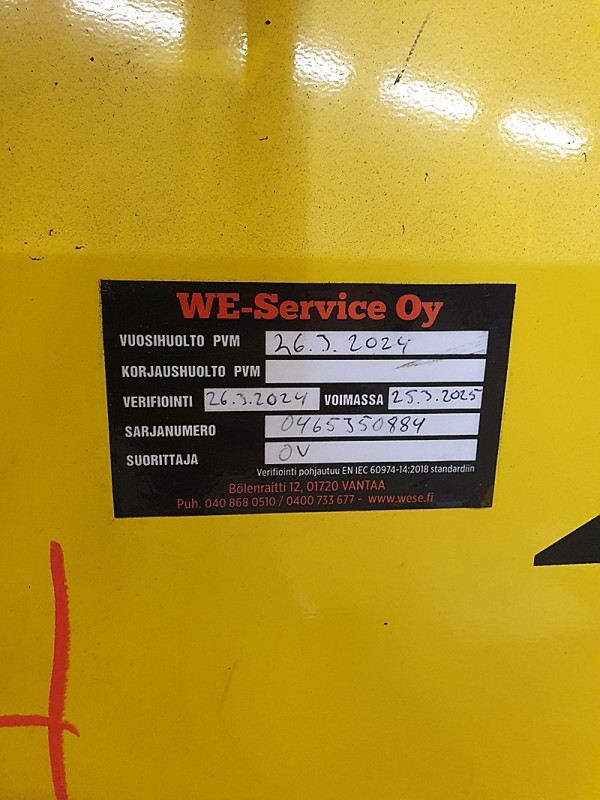 WE-Service Oy
VUOSIHUOLTO PVM 26.3.2024
KORJAUSHUOLTO PVM
VERIFIOINTI 26.3.2024 VOIMASSA 25.3.2025
SARJANUMERO 0465350884
SUORITTAJA OV
Verifiointi pohjautuu EN IEC 60974-14:2018 standardiin
Bölenraitti 12, 01720 VANTAA
Puh. 040 868 0510 / 0400 733 677 - www.wese.fi